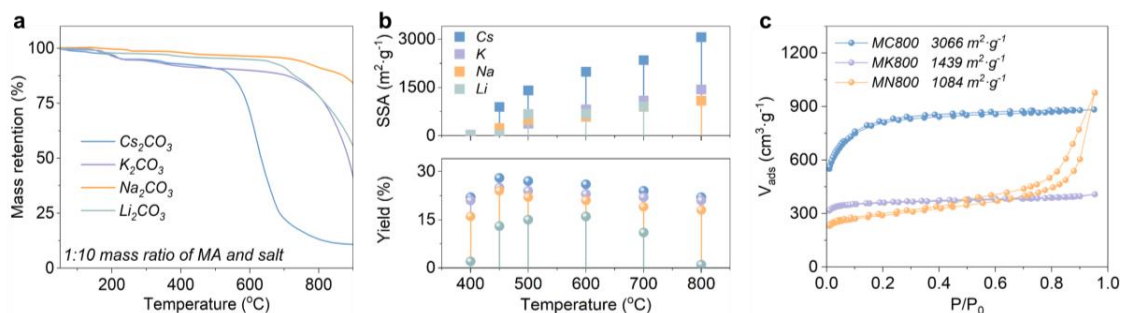 a
Mass retention (%)
100
75
50
25
0
Cs₂CO₃
K₂CO₃
Na₂CO₃
Li₂CO₃
1:10 mass ratio of MA and salt
200 400 600 800
Temperature (°C)
b
SSA (m²·g⁻¹)
3000
1500
0
Cs
K
Na
Li
Yield (%)
30
15
0
400 500 600 700 800
Temperature (°C)
c
V_ads (cm³·g⁻¹)
1200
900
600
300
0
MC800 3066 m²·g⁻¹
MK800 1439 m²·g⁻¹
MN800 1084 m²·g⁻¹
0.0 0.2 0.4 0.6 0.8 1.0
P/P₀